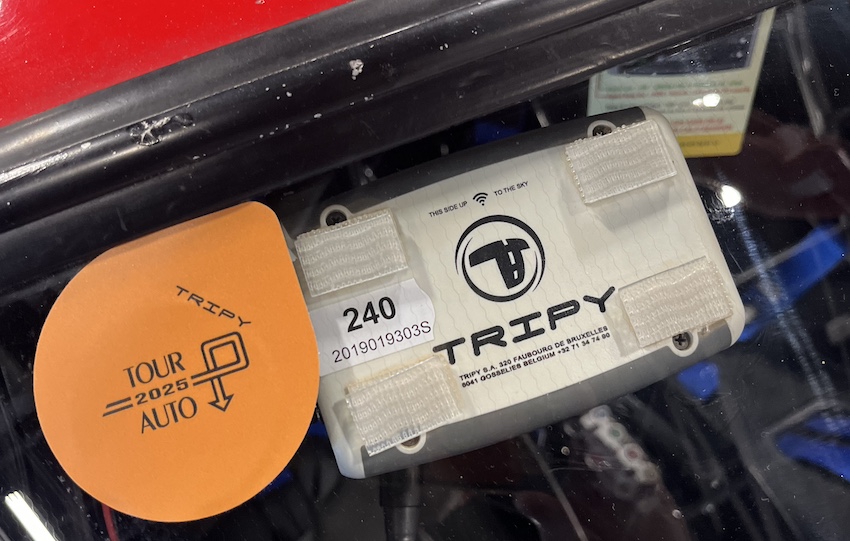 TRIPY
TOUR
2025
AUTO
THIS SIDE UP TO THE SKY
TRIPY
240
2019019303S
TRIPY S.A. 320 FAUBOURG DE BRUXELLES
6041 GOSSELIES BELGIUM +32 71 34 74 90